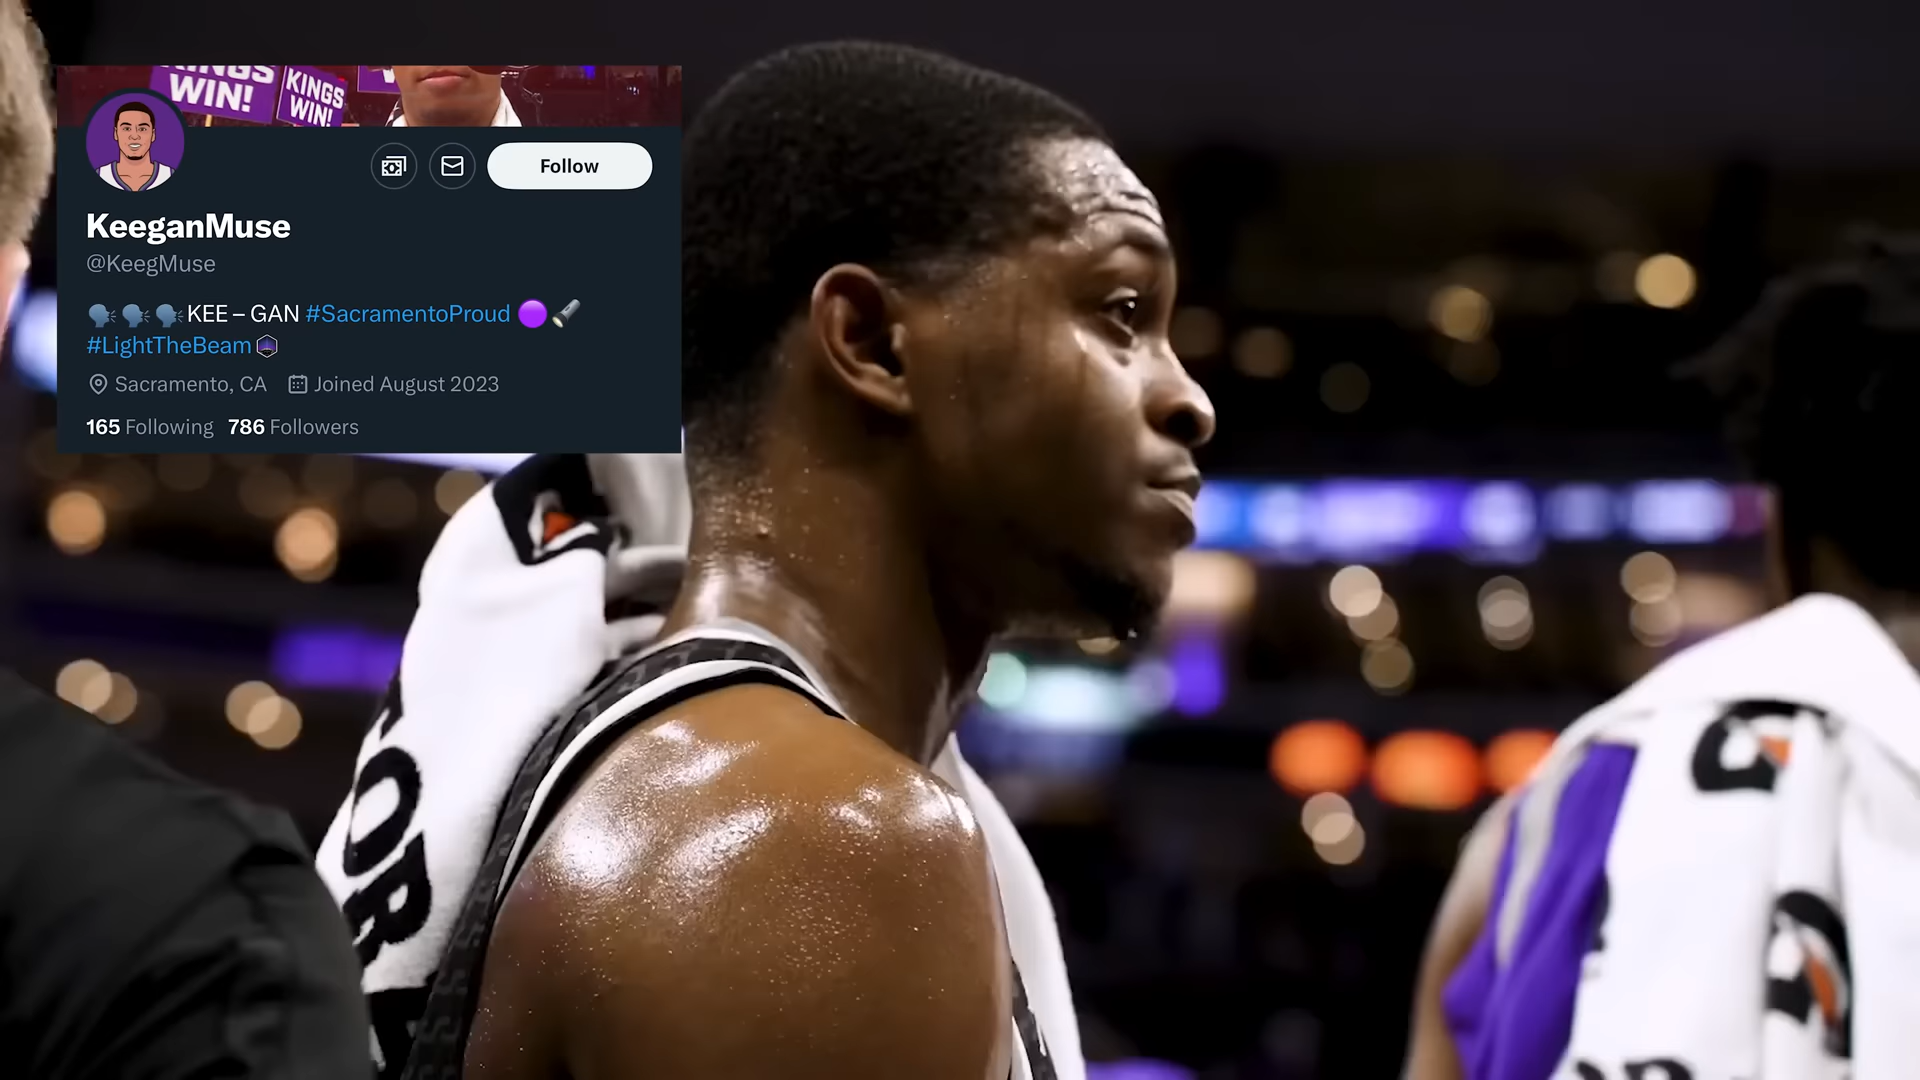 KINGS
WIN!
KINGS
WIN!
Follow
KeeganMuse
@KeegMuse
KEE – GAN #SacramentoProud
#LightTheBeam
Sacramento, CA Joined August 2023
165 Following 786 Followers